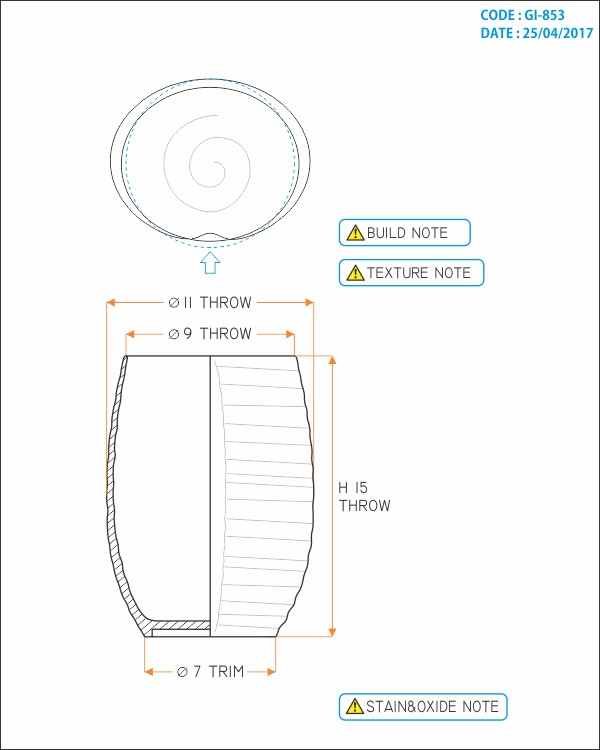 CODE : GI-853
DATE : 25/04/2017
BUILD NOTE
TEXTURE NOTE
⌀ 11 THROW
⌀ 9 THROW
H 15
THROW
⌀ 7 TRIM
STAIN&OXIDE NOTE